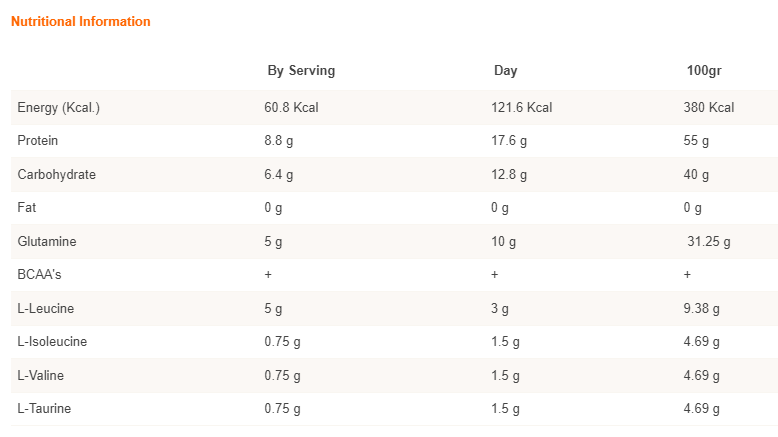 Nutritional Information
By Serving Day 100gr
Energy (Kcal.) 60.8 Kcal 121.6 Kcal 380 Kcal
Protein 8.8 g 17.6 g 55 g
Carbohydrate 6.4 g 12.8 g 40 g
Fat 0 g 0 g 0 g
Glutamine 5 g 10 g 31.25 g
BCAA's + + +
L-Leucine 5 g 3 g 9.38 g
L-Isoleucine 0.75 g 1.5 g 4.69 g
L-Valine 0.75 g 1.5 g 4.69 g
L-Taurine 0.75 g 1.5 g 4.69 g